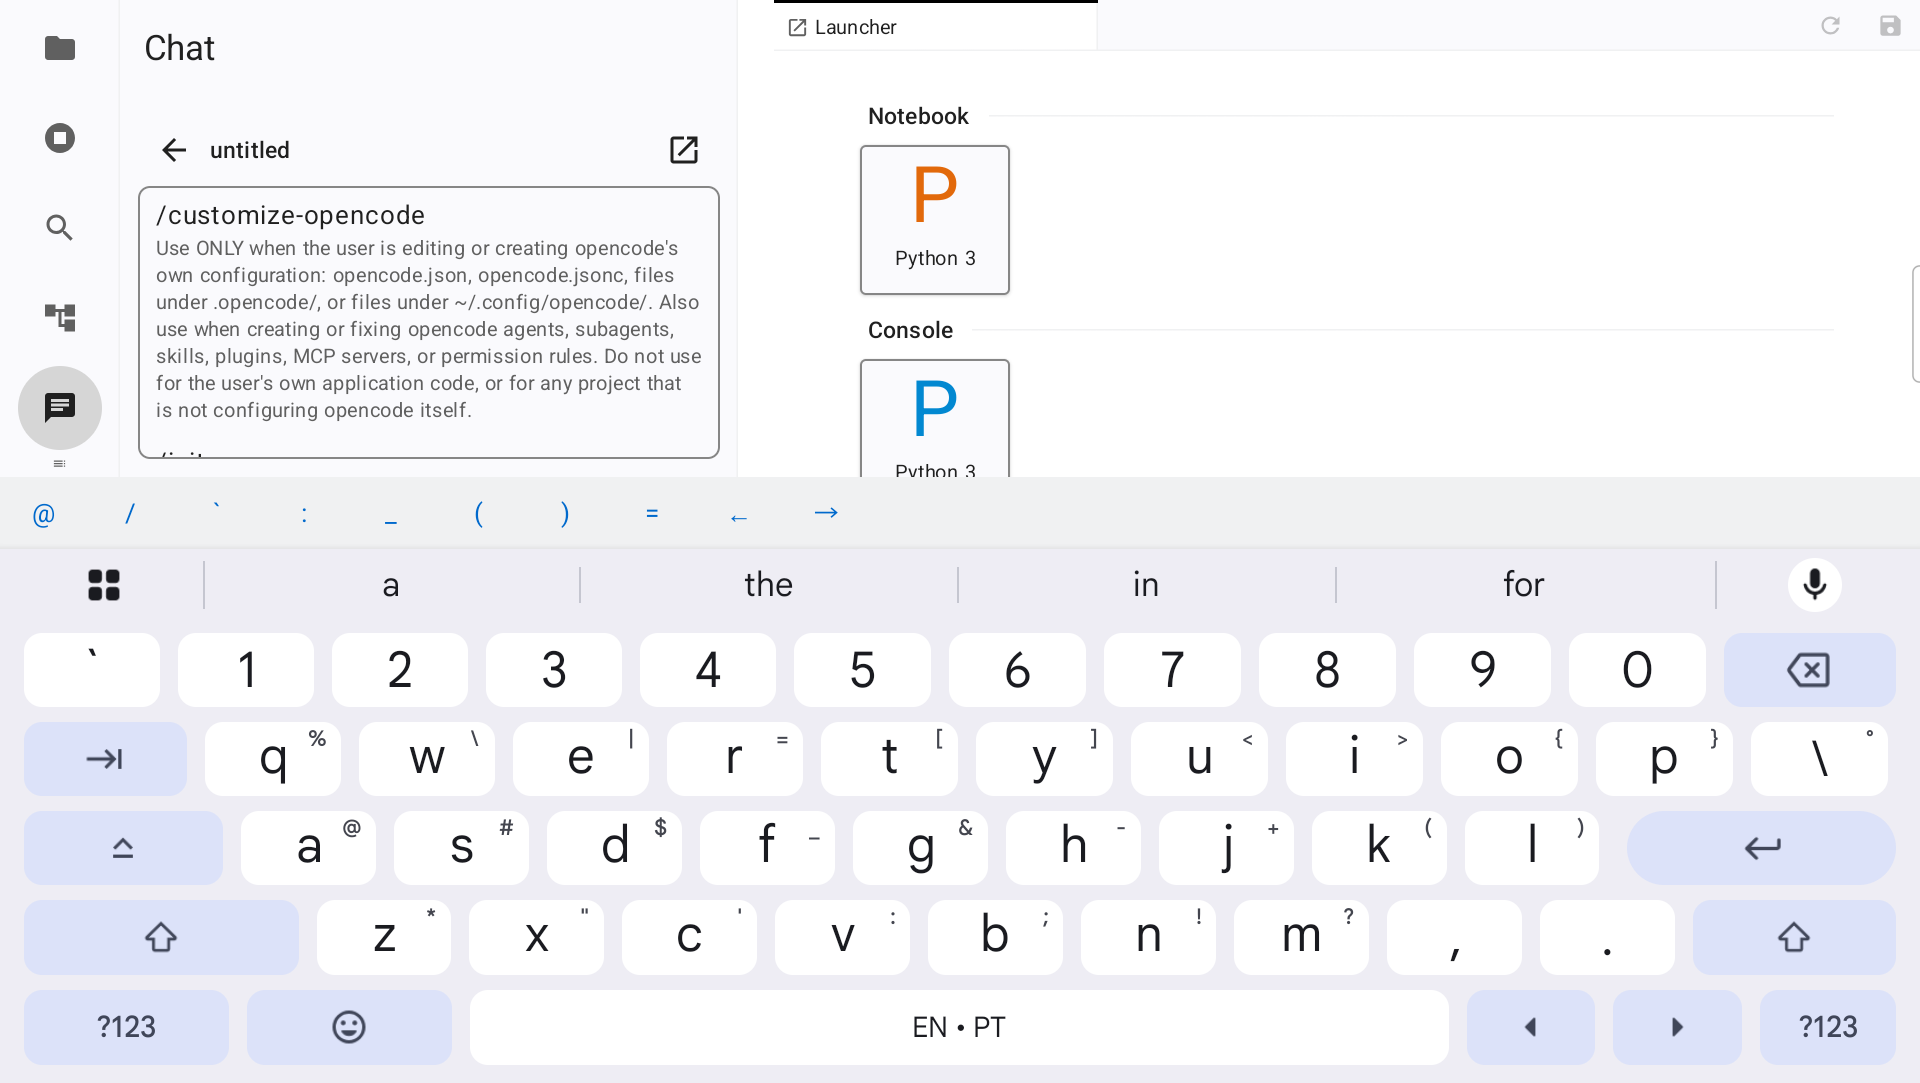 Chat
untitled
/customize-opencode
Use ONLY when the user is editing or creating opencode's
own configuration: opencode.json, opencode.jsonc, files
under .opencode/, or files under ~/.config/opencode/. Also
use when creating or fixing opencode agents, subagents,
skills, plugins, MCP servers, or permission rules. Do not use
for the user's own application code, or for any project that
is not configuring opencode itself.
Launcher
Notebook
P
Python 3
Console
P
Python 3
@ / ` : _ ( ) = ← →
a the in for
` 1 2 3 4 5 6 7 8 9 0
q % w \ e | r = t [ y ] u < i > o { p } \ °
a @ s # d $ f _ g & h - j + k ( l )
z * x " c ' v : b ; n ! m ? , .
?123 EN • PT ?123